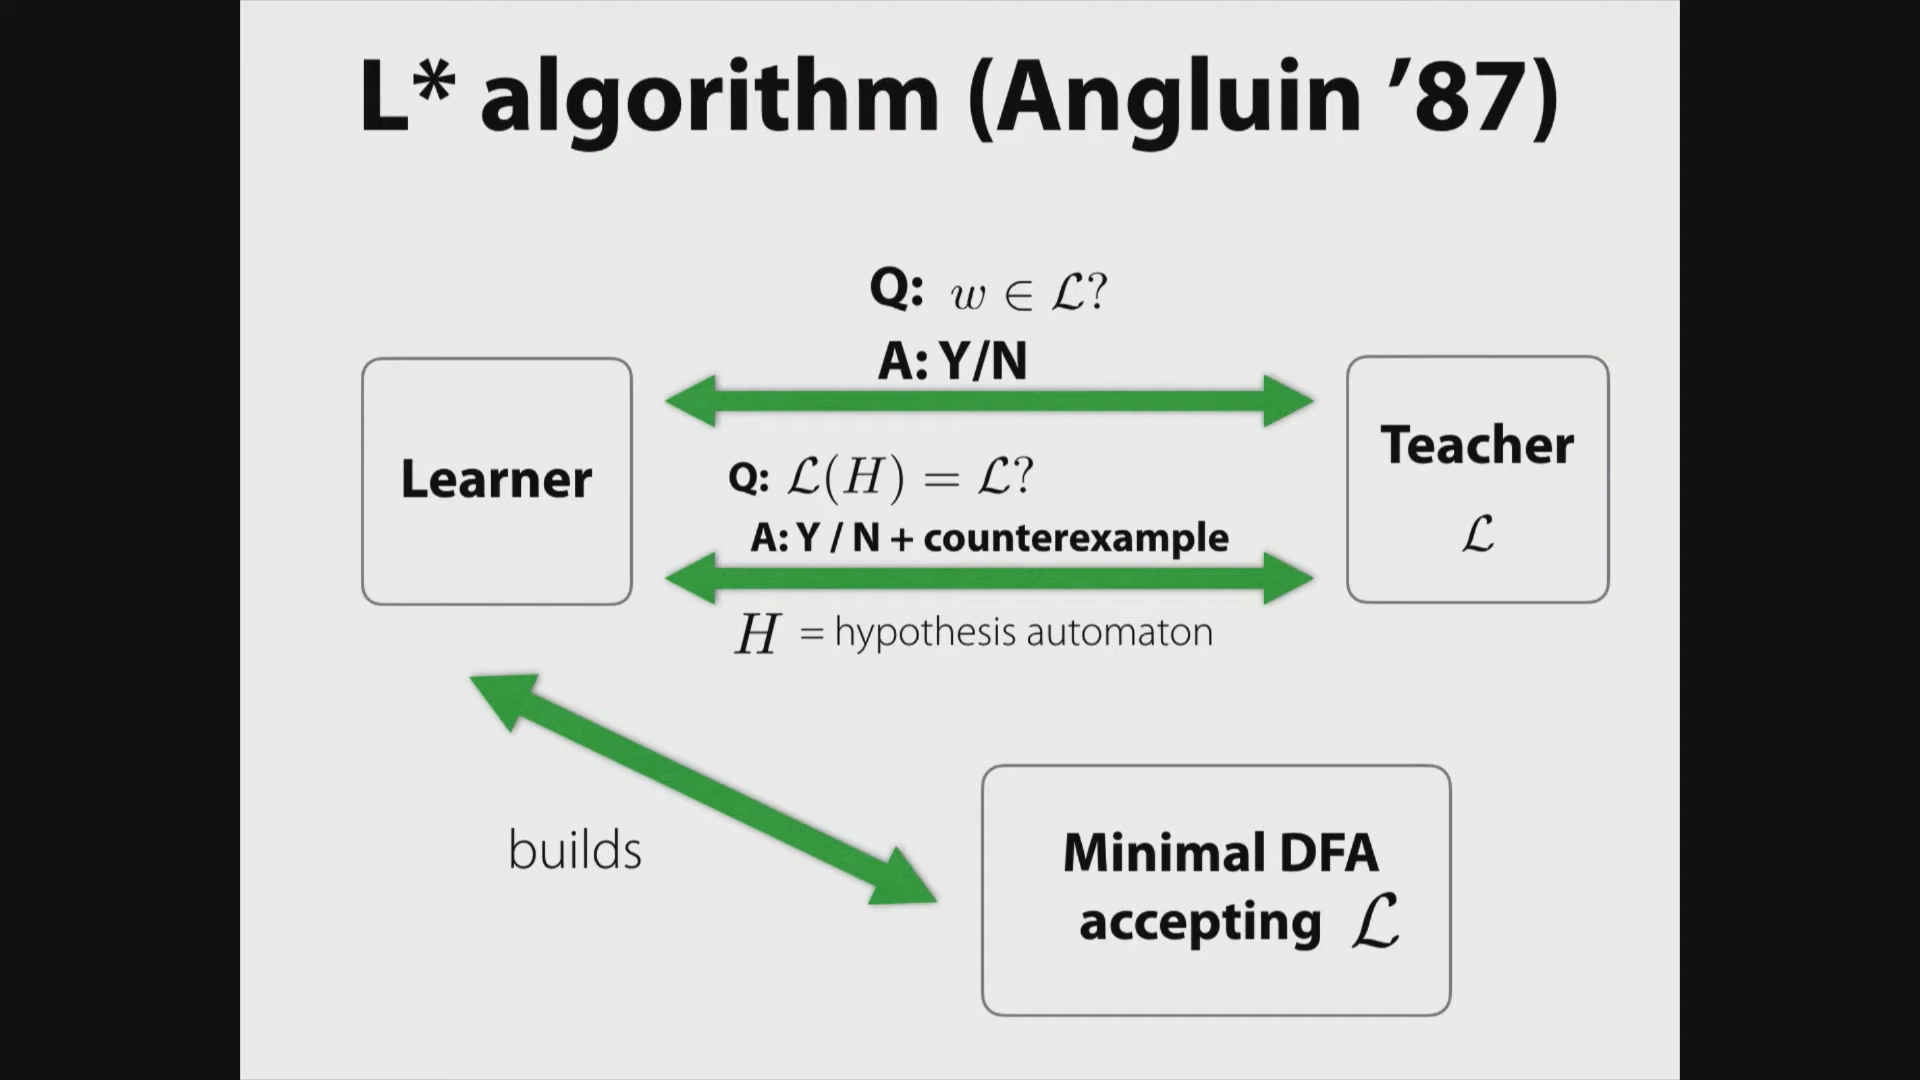 L* algorithm (Angluin ’87)
Q: w ∈ ℒ?
A: Y/N
Learner
Teacher
ℒ
Q: ℒ(H) = ℒ?
A: Y / N + counterexample
H = hypothesis automaton
builds
Minimal DFA
accepting ℒ